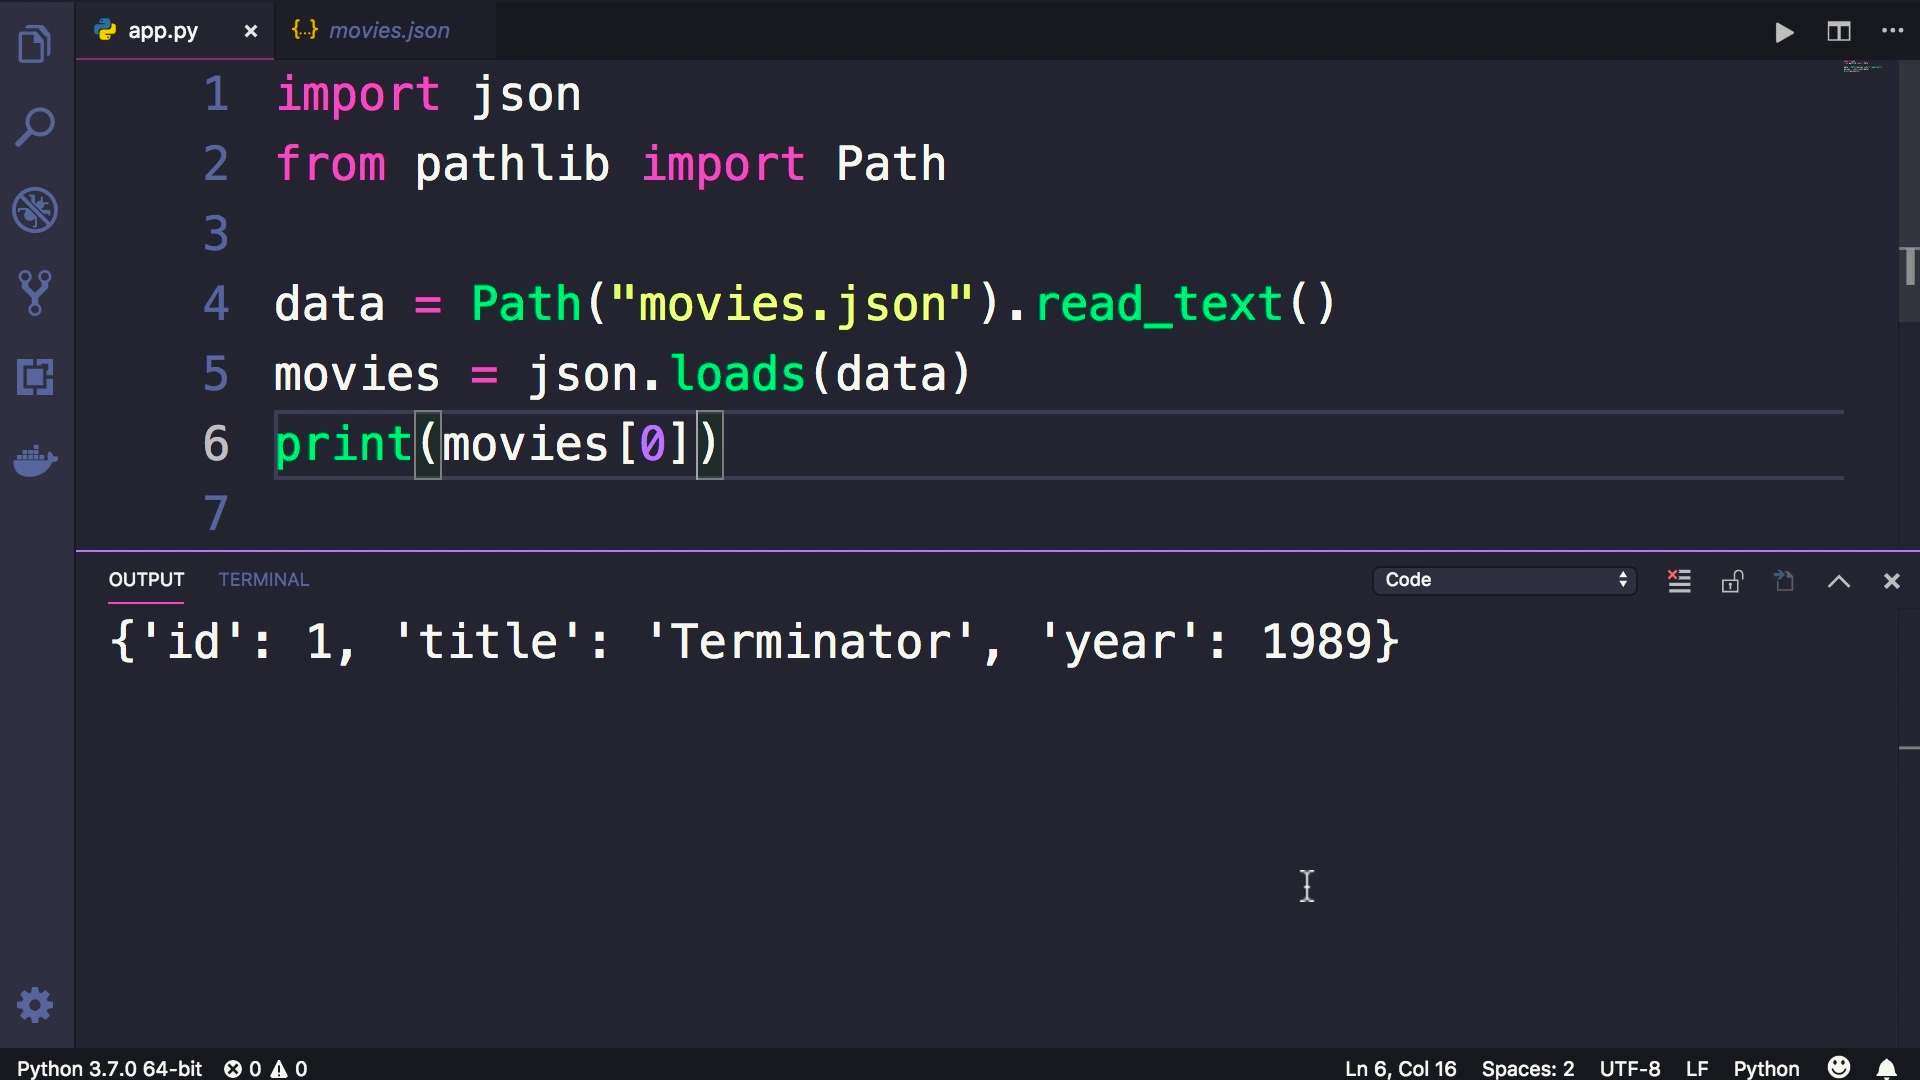 app.py × {..} movies.json
1 import json
2 from pathlib import Path
3
4 data = Path("movies.json").read_text()
5 movies = json.loads(data)
6 print(movies[0])
7
OUTPUT TERMINAL Code
{'id': 1, 'title': 'Terminator', 'year': 1989}
Python 3.7.0 64-bit 0 0 Ln 6, Col 16 Spaces: 2 UTF-8 LF Python